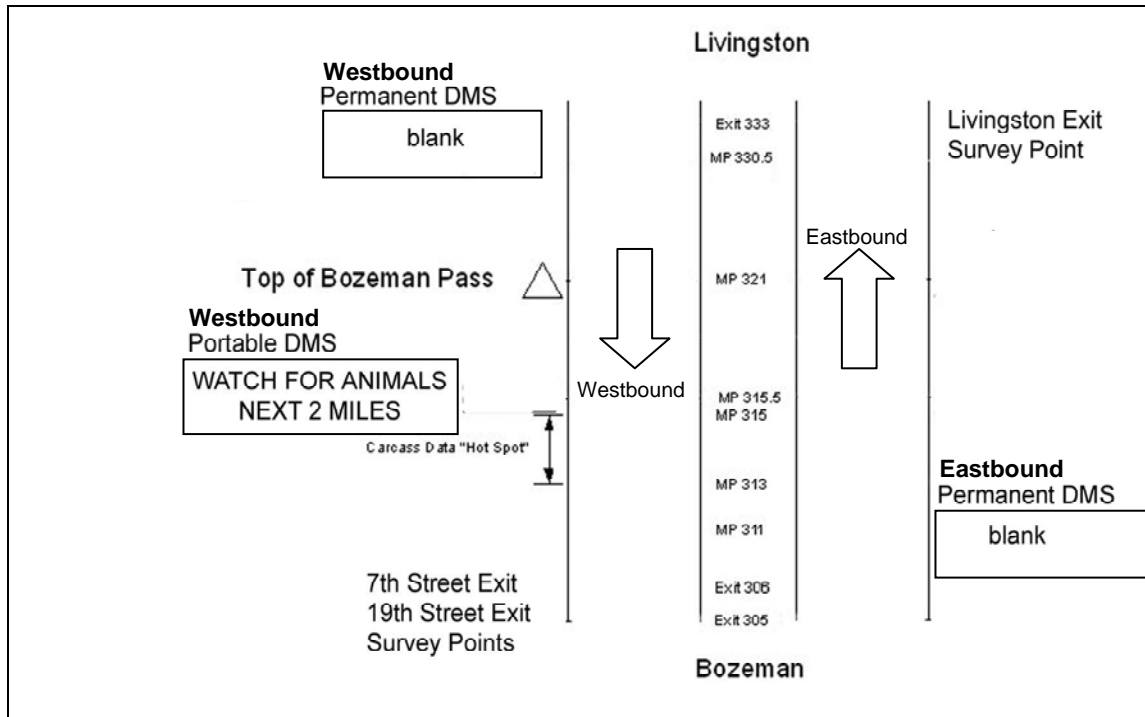 Livingston
Westbound
Permanent DMS
blank
Exit 333
MP 330.5
Livingston Exit
Survey Point
Eastbound
Top of Bozeman Pass
MP 321
Westbound
Portable DMS
WATCH FOR ANIMALS
NEXT 2 MILES
Westbound
MP 315.5
MP 315
Carcass Data "Hot Spot"
MP 313
Eastbound
Permanent DMS
blank
MP 311
7th Street Exit
19th Street Exit
Survey Points
Exit 306
Exit 305
Bozeman